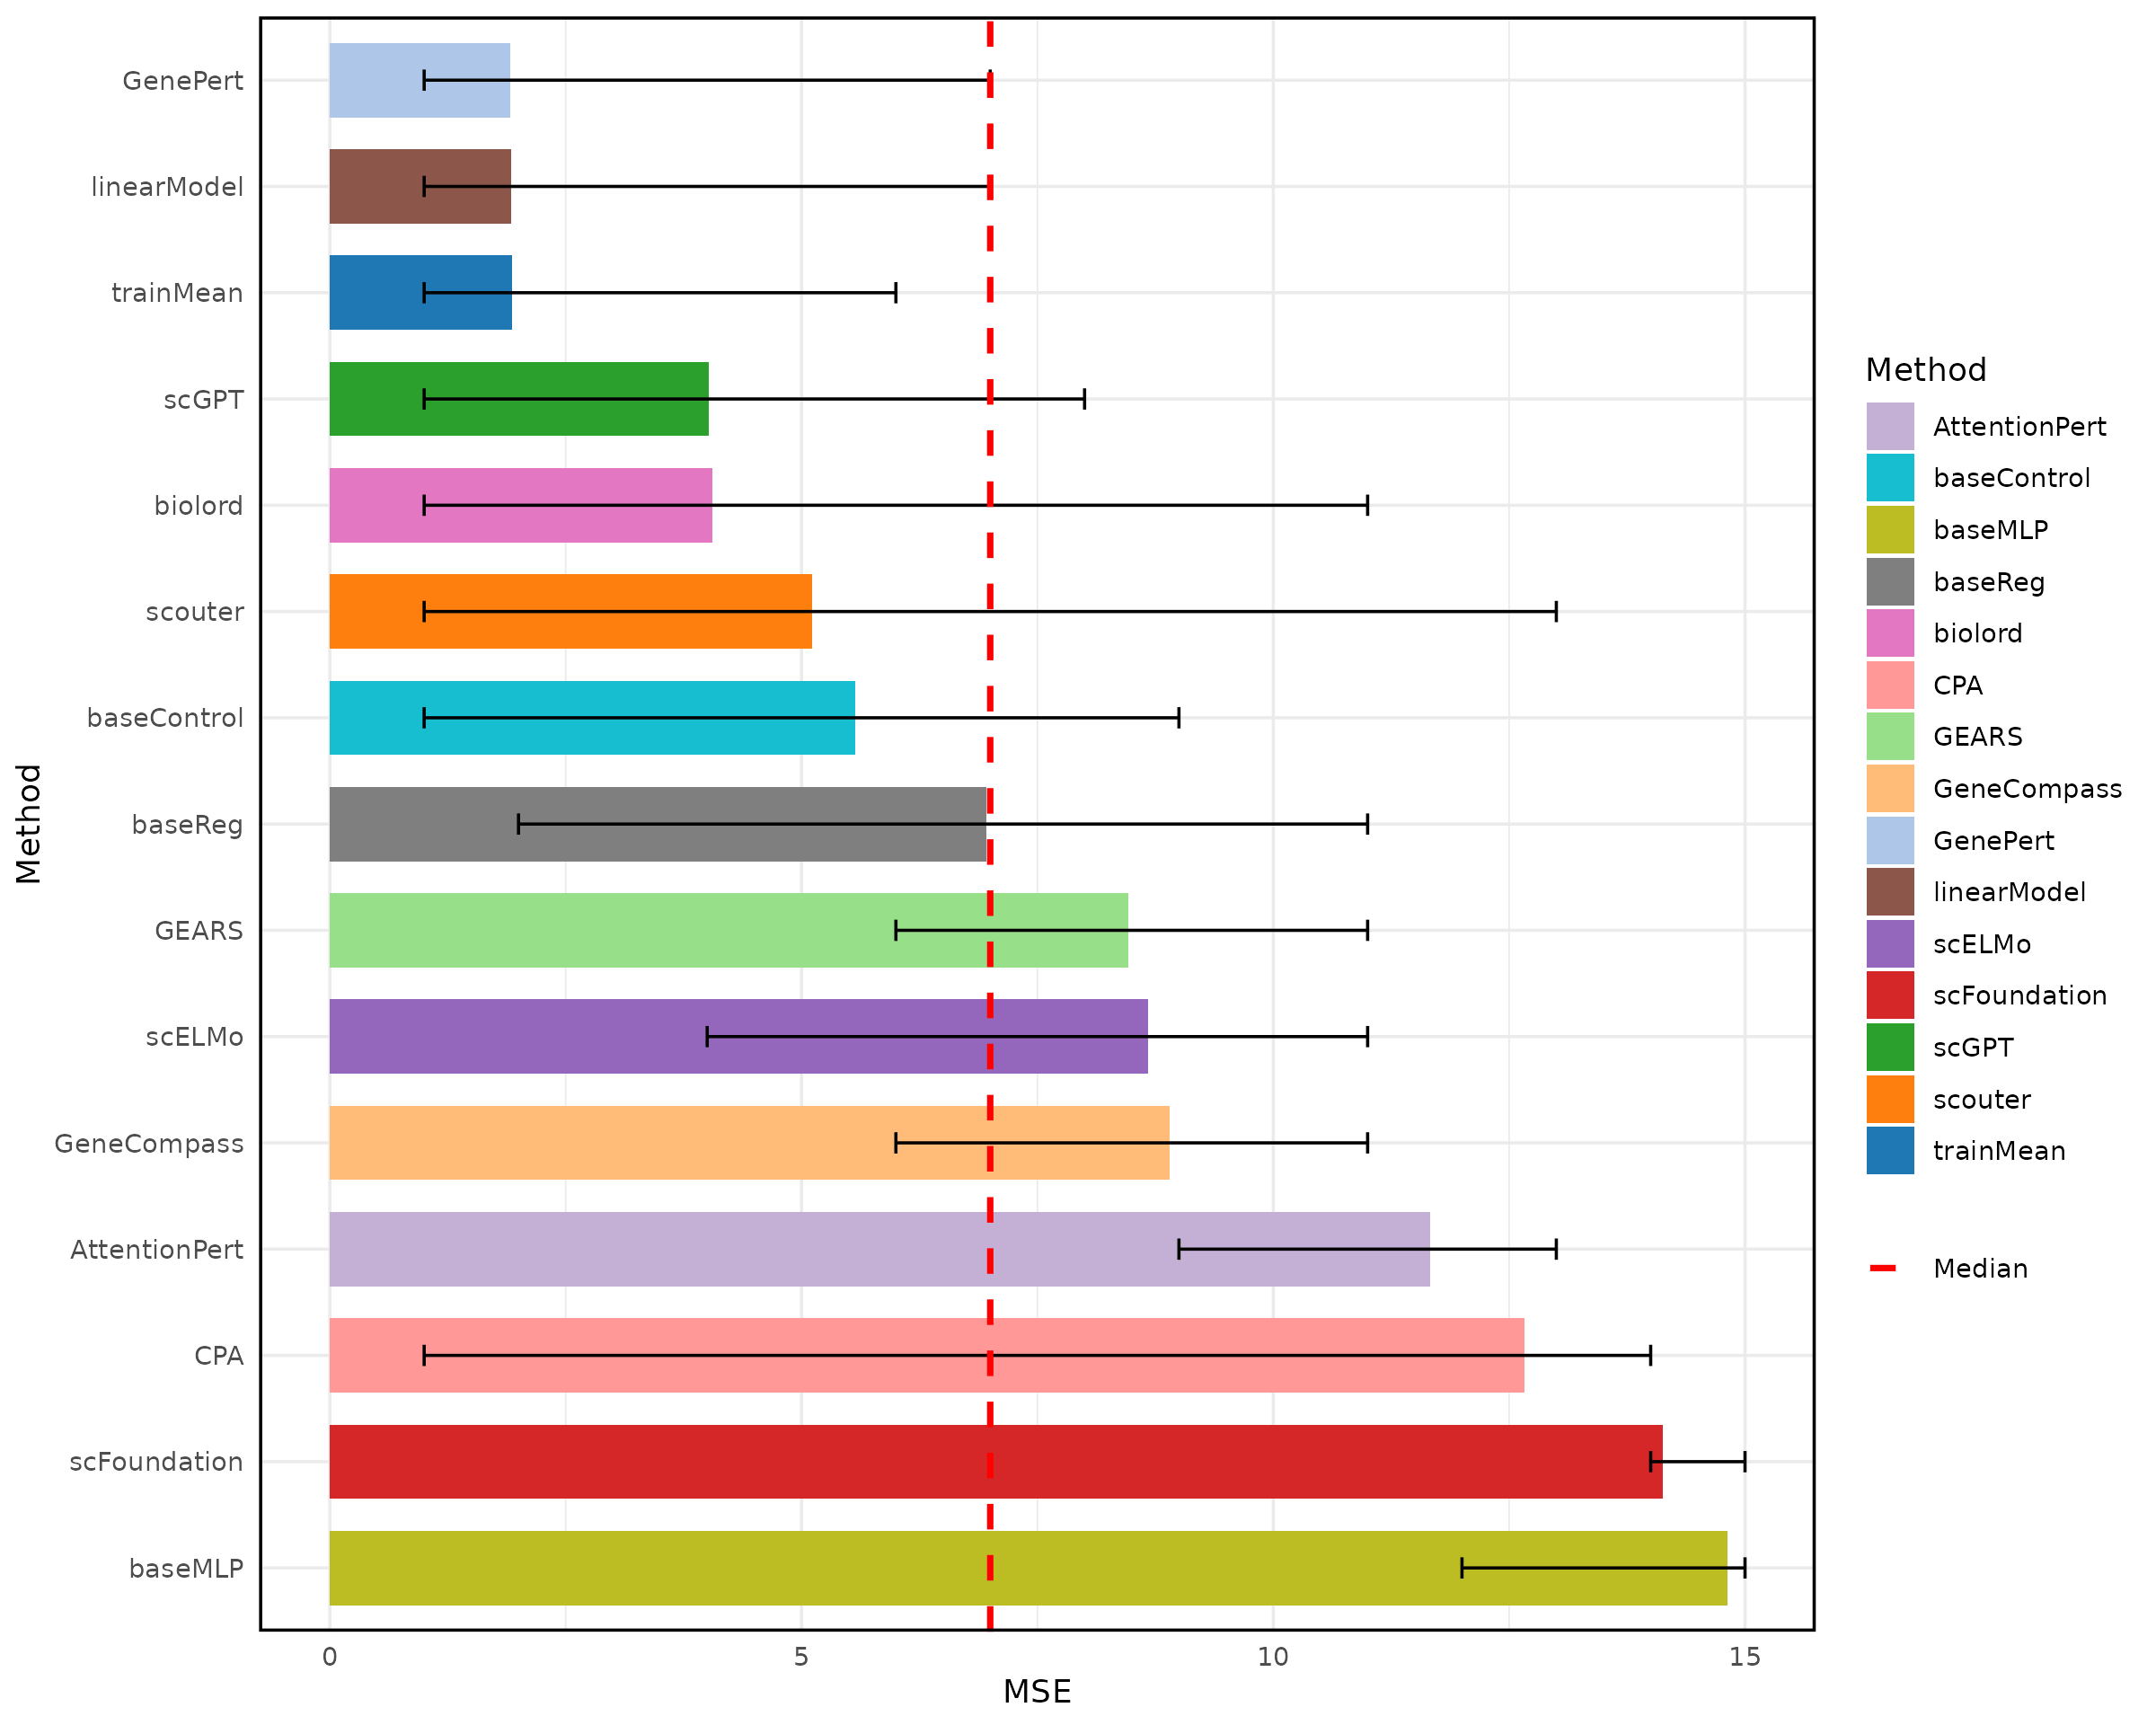 GenePert
linearModel
trainMean
scGPT
biolord
scouter
baseControl
baseReg
GEARS
scELMo
GeneCompass
AttentionPert
CPA
scFoundation
baseMLP
Method
0 5 10 15
MSE
Method
AttentionPert
baseControl
baseMLP
baseReg
biolord
CPA
GEARS
GeneCompass
GenePert
linearModel
scELMo
scFoundation
scGPT
scouter
trainMean
Median